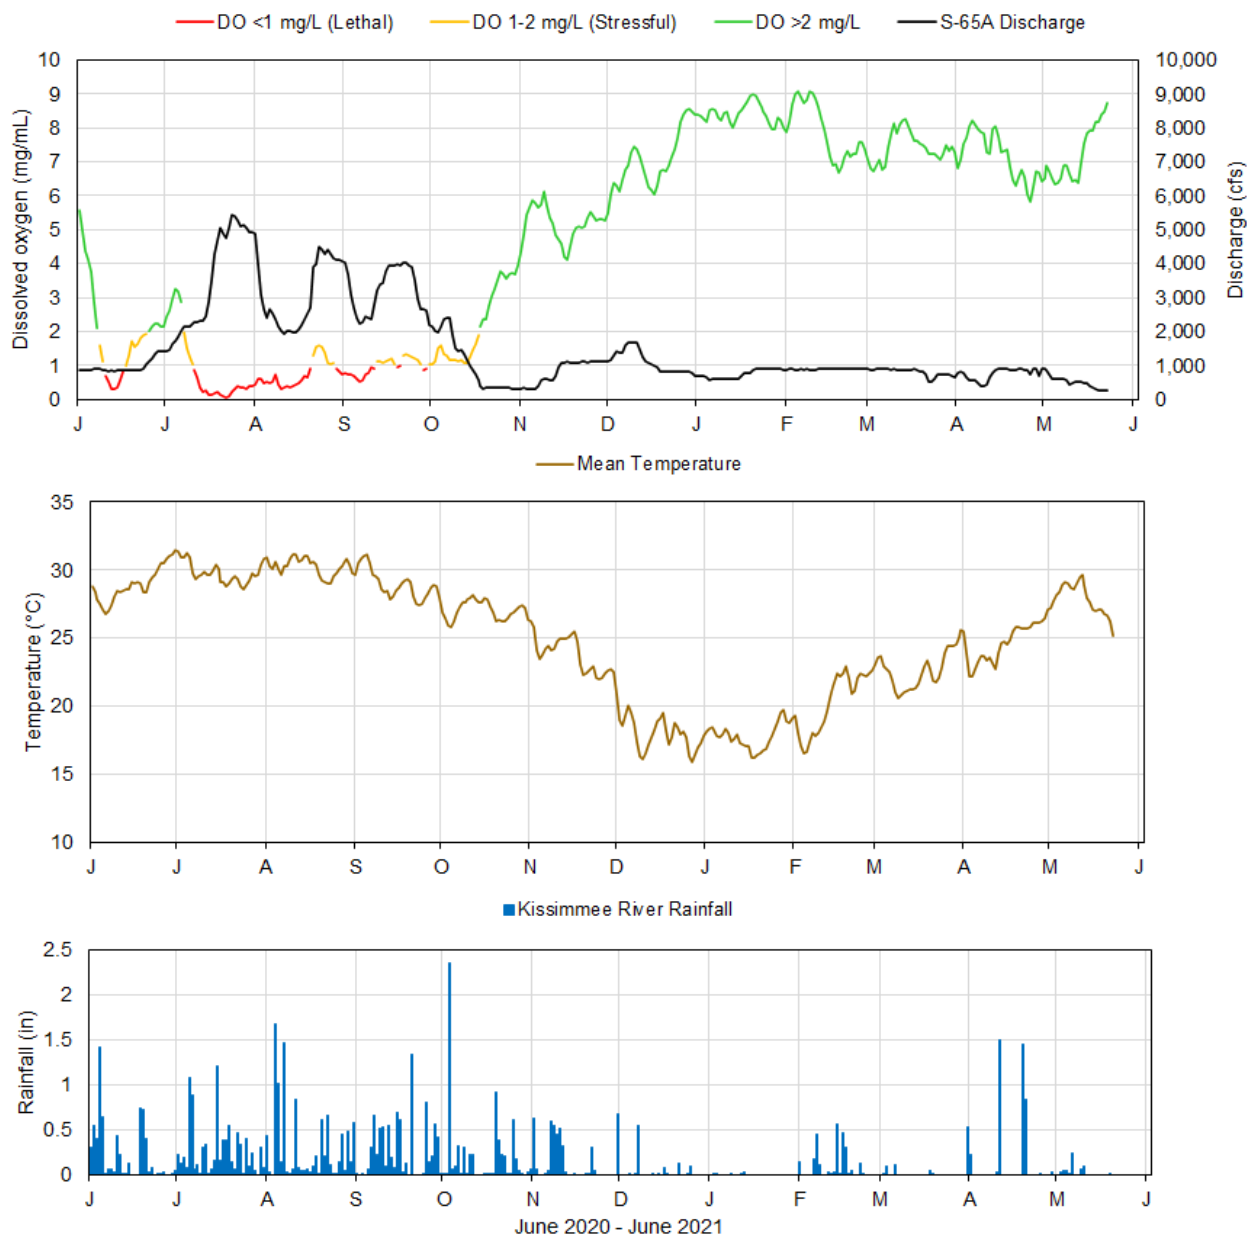 DO <1 mg/L (Lethal) DO 1-2 mg/L (Stressful) DO >2 mg/L S-65A Discharge
10 10,000
9 9,000
8 8,000
7 7,000
6 6,000
5 5,000
4 4,000
3 3,000
2 2,000
1 1,000
0 0
Dissolved oxygen (mg/mL)
Discharge (cfs)
J J A S O N D J F M A M J
Mean Temperature
35
30
25
20
15
10
Temperature (°C)
J J A S O N D J F M A M J
Kissimmee River Rainfall
2.5
2
1.5
1
0.5
0
Rainfall (in)
J J A S O N D J F M A M J
June 2020 - June 2021